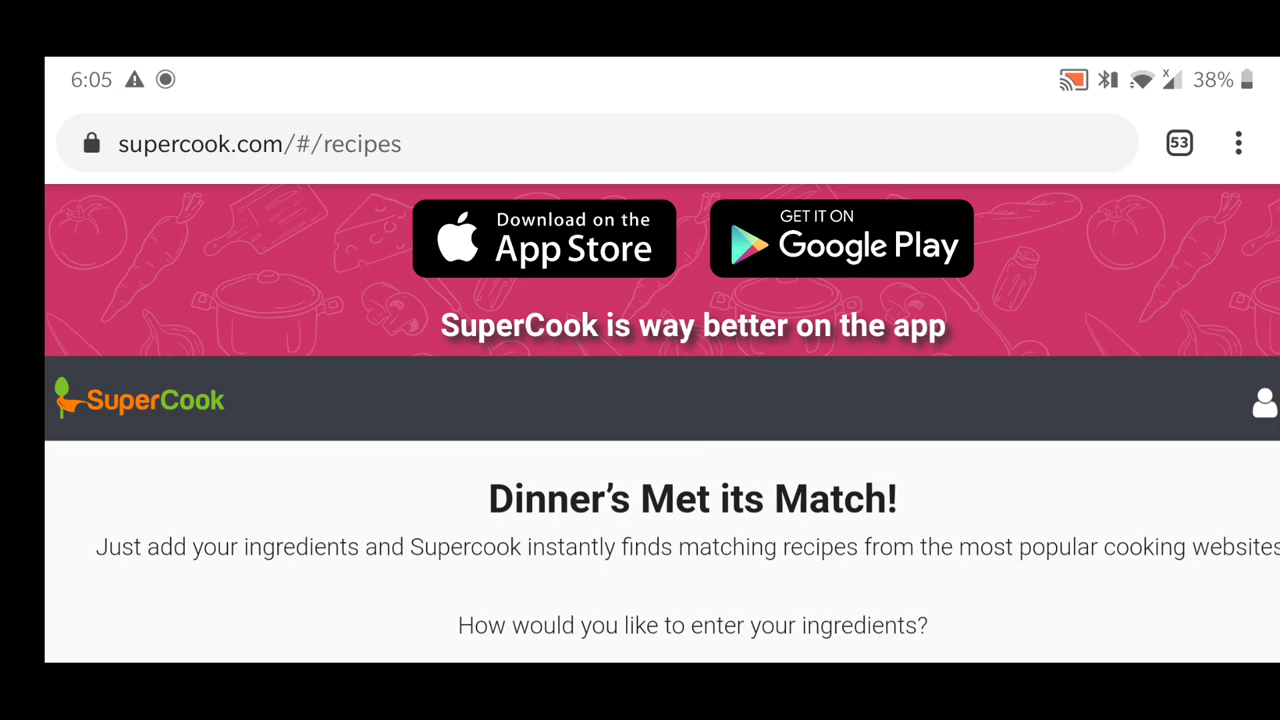 6:05
x
38%
supercook.com/#/recipes
53
Download on the
App Store
GET IT ON
Google Play
SuperCook is way better on the app
SuperCook
Dinner’s Met its Match!
Just add your ingredients and Supercook instantly finds matching recipes from the most popular cooking websites
How would you like to enter your ingredients?